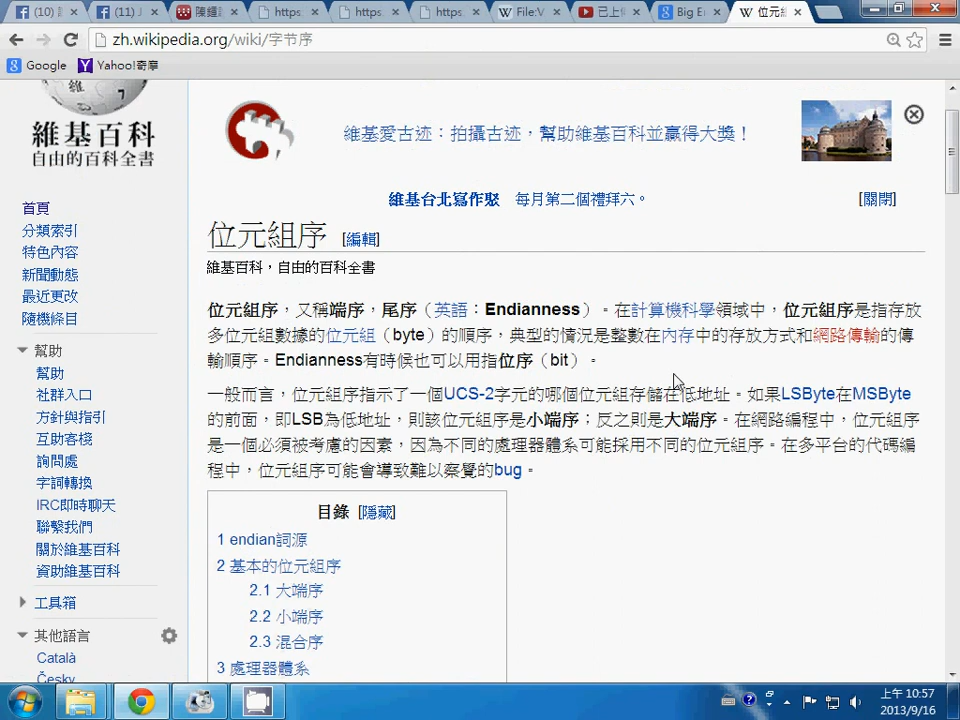 (10)
(11) J
陳鍾
https:
https:
https:
File:V
已上
Big E
位元組
zh.wikipedia.org/wiki/字节序
Google
Yahoo!奇摩
維
維基百科
自由的百科全書
維基愛古迹：拍攝古迹，幫助維基百科並贏得大獎！
維基台北寫作聚 每月第二個禮拜六。
[關閉]
首頁
分類索引
特色內容
新聞動態
最近更改
隨機條目
幫助
幫助
社群入口
方針與指引
互助客棧
詢問處
字詞轉換
IRC即時聊天
聯繫我們
關於維基百科
資助維基百科
工具箱
其他語言
Català
Česky
位元組序 [編輯]
維基百科，自由的百科全書
位元組序，又稱端序，尾序（英語：Endianness）。在計算機科學領域中，位元組序是指存放
多位元組數據的位元組（byte）的順序，典型的情況是整數在內存中的存放方式和網路傳輸的傳
輸順序。Endianness有時候也可以用指位序（bit）。
一般而言，位元組序指示了一個UCS-2字元的哪個位元組存儲在低地址。如果LSByte在MSByte
的前面，即LSB為低地址，則該位元組序是小端序；反之則是大端序。在網路編程中，位元組序
是一個必須被考慮的因素，因為不同的處理器體系可能採用不同的位元組序。在多平台的代碼編
程中，位元組序可能會導致難以察覺的bug。
目錄 [隐藏]
1 endian詞源
2 基本的位元組序
2.1 大端序
2.2 小端序
2.3 混合序
3 處理器體系
上午 10:57
2013/9/16